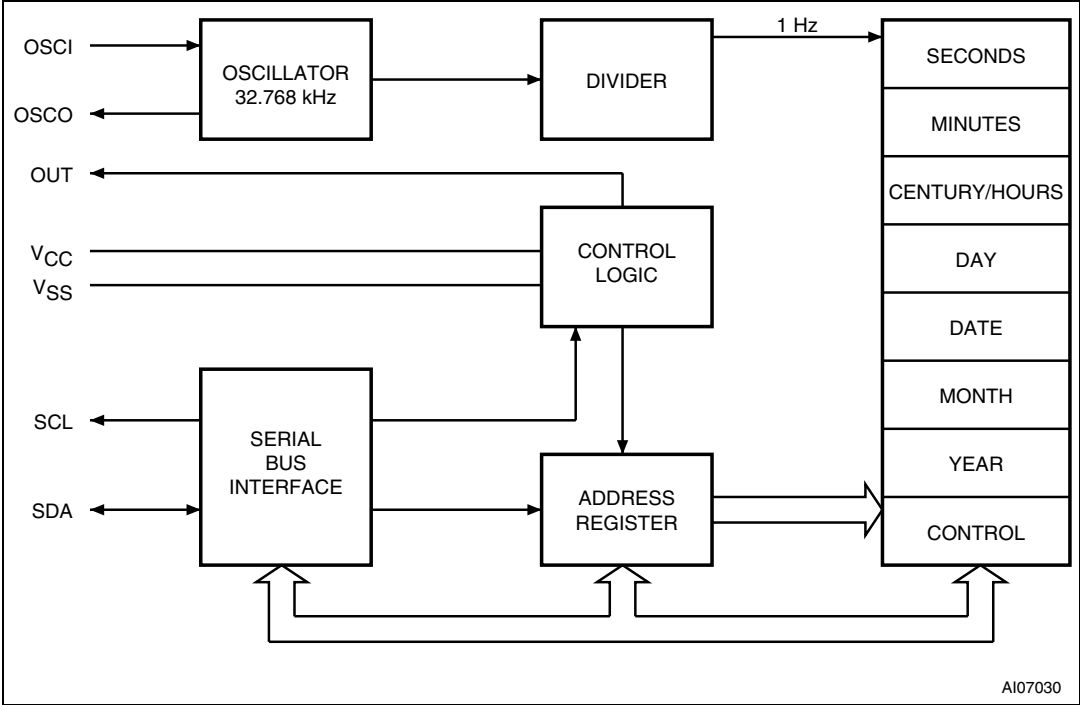 OSCI
OSCO
OUT
VCC
VSS
SCL
SDA
OSCILLATOR
32.768 kHz
DIVIDER
1 Hz
CONTROL
LOGIC
SERIAL
BUS
INTERFACE
ADDRESS
REGISTER
SECONDS
MINUTES
CENTURY/HOURS
DAY
DATE
MONTH
YEAR
CONTROL
AI07030